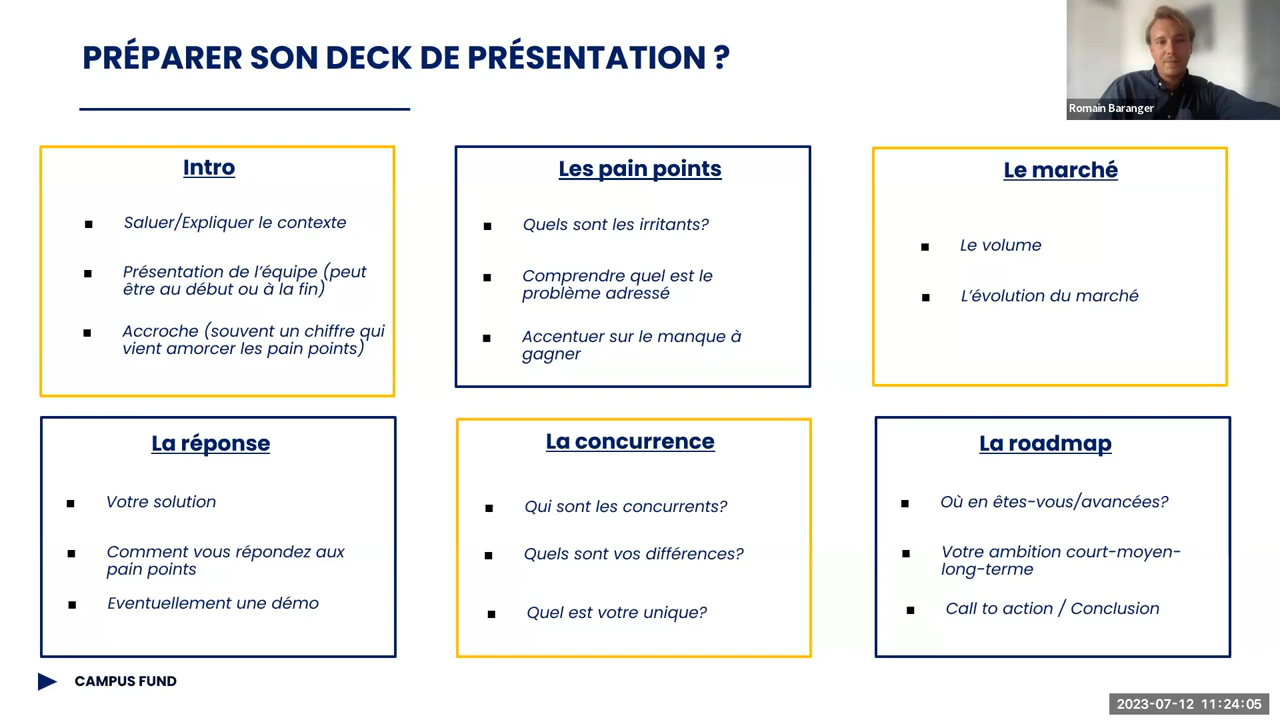 PRÉPARER SON DECK DE PRÉSENTATION ?
Romain Baranger
Intro
Saluer/Expliquer le contexte
Présentation de l'équipe (peut
être au début ou à la fin)
Accroche (souvent un chiffre qui
vient amorcer les pain points)
Les pain points
Quels sont les irritants?
Comprendre quel est le
problème adressé
Accentuer sur le manque à
gagner
Le marché
Le volume
L'évolution du marché
La réponse
Votre solution
Comment vous répondez aux
pain points
Eventuellement une démo
La concurrence
Qui sont les concurrents?
Quels sont vos différences?
Quel est votre unique?
La roadmap
Où en êtes-vous/avancées?
Votre ambition court-moyen-
long-terme
Call to action / Conclusion
CAMPUS FUND
2023-07-12 11:24:05